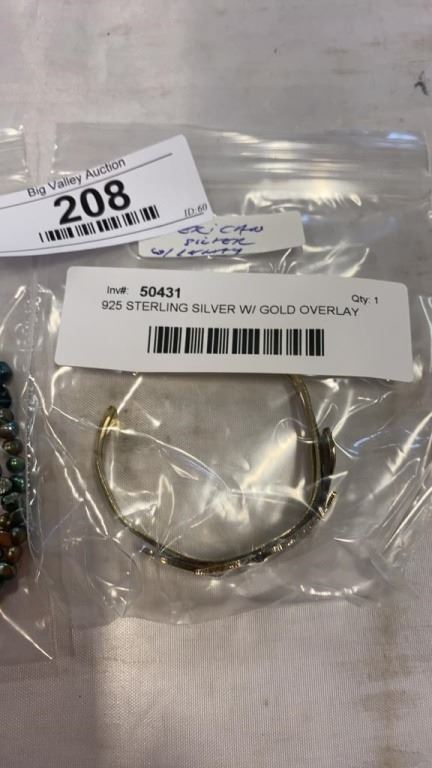 Big Valley Auction
208
ID:60
SILVER
Inv#: 50431 Qty: 1
925 STERLING SILVER W/ GOLD OVERLAY